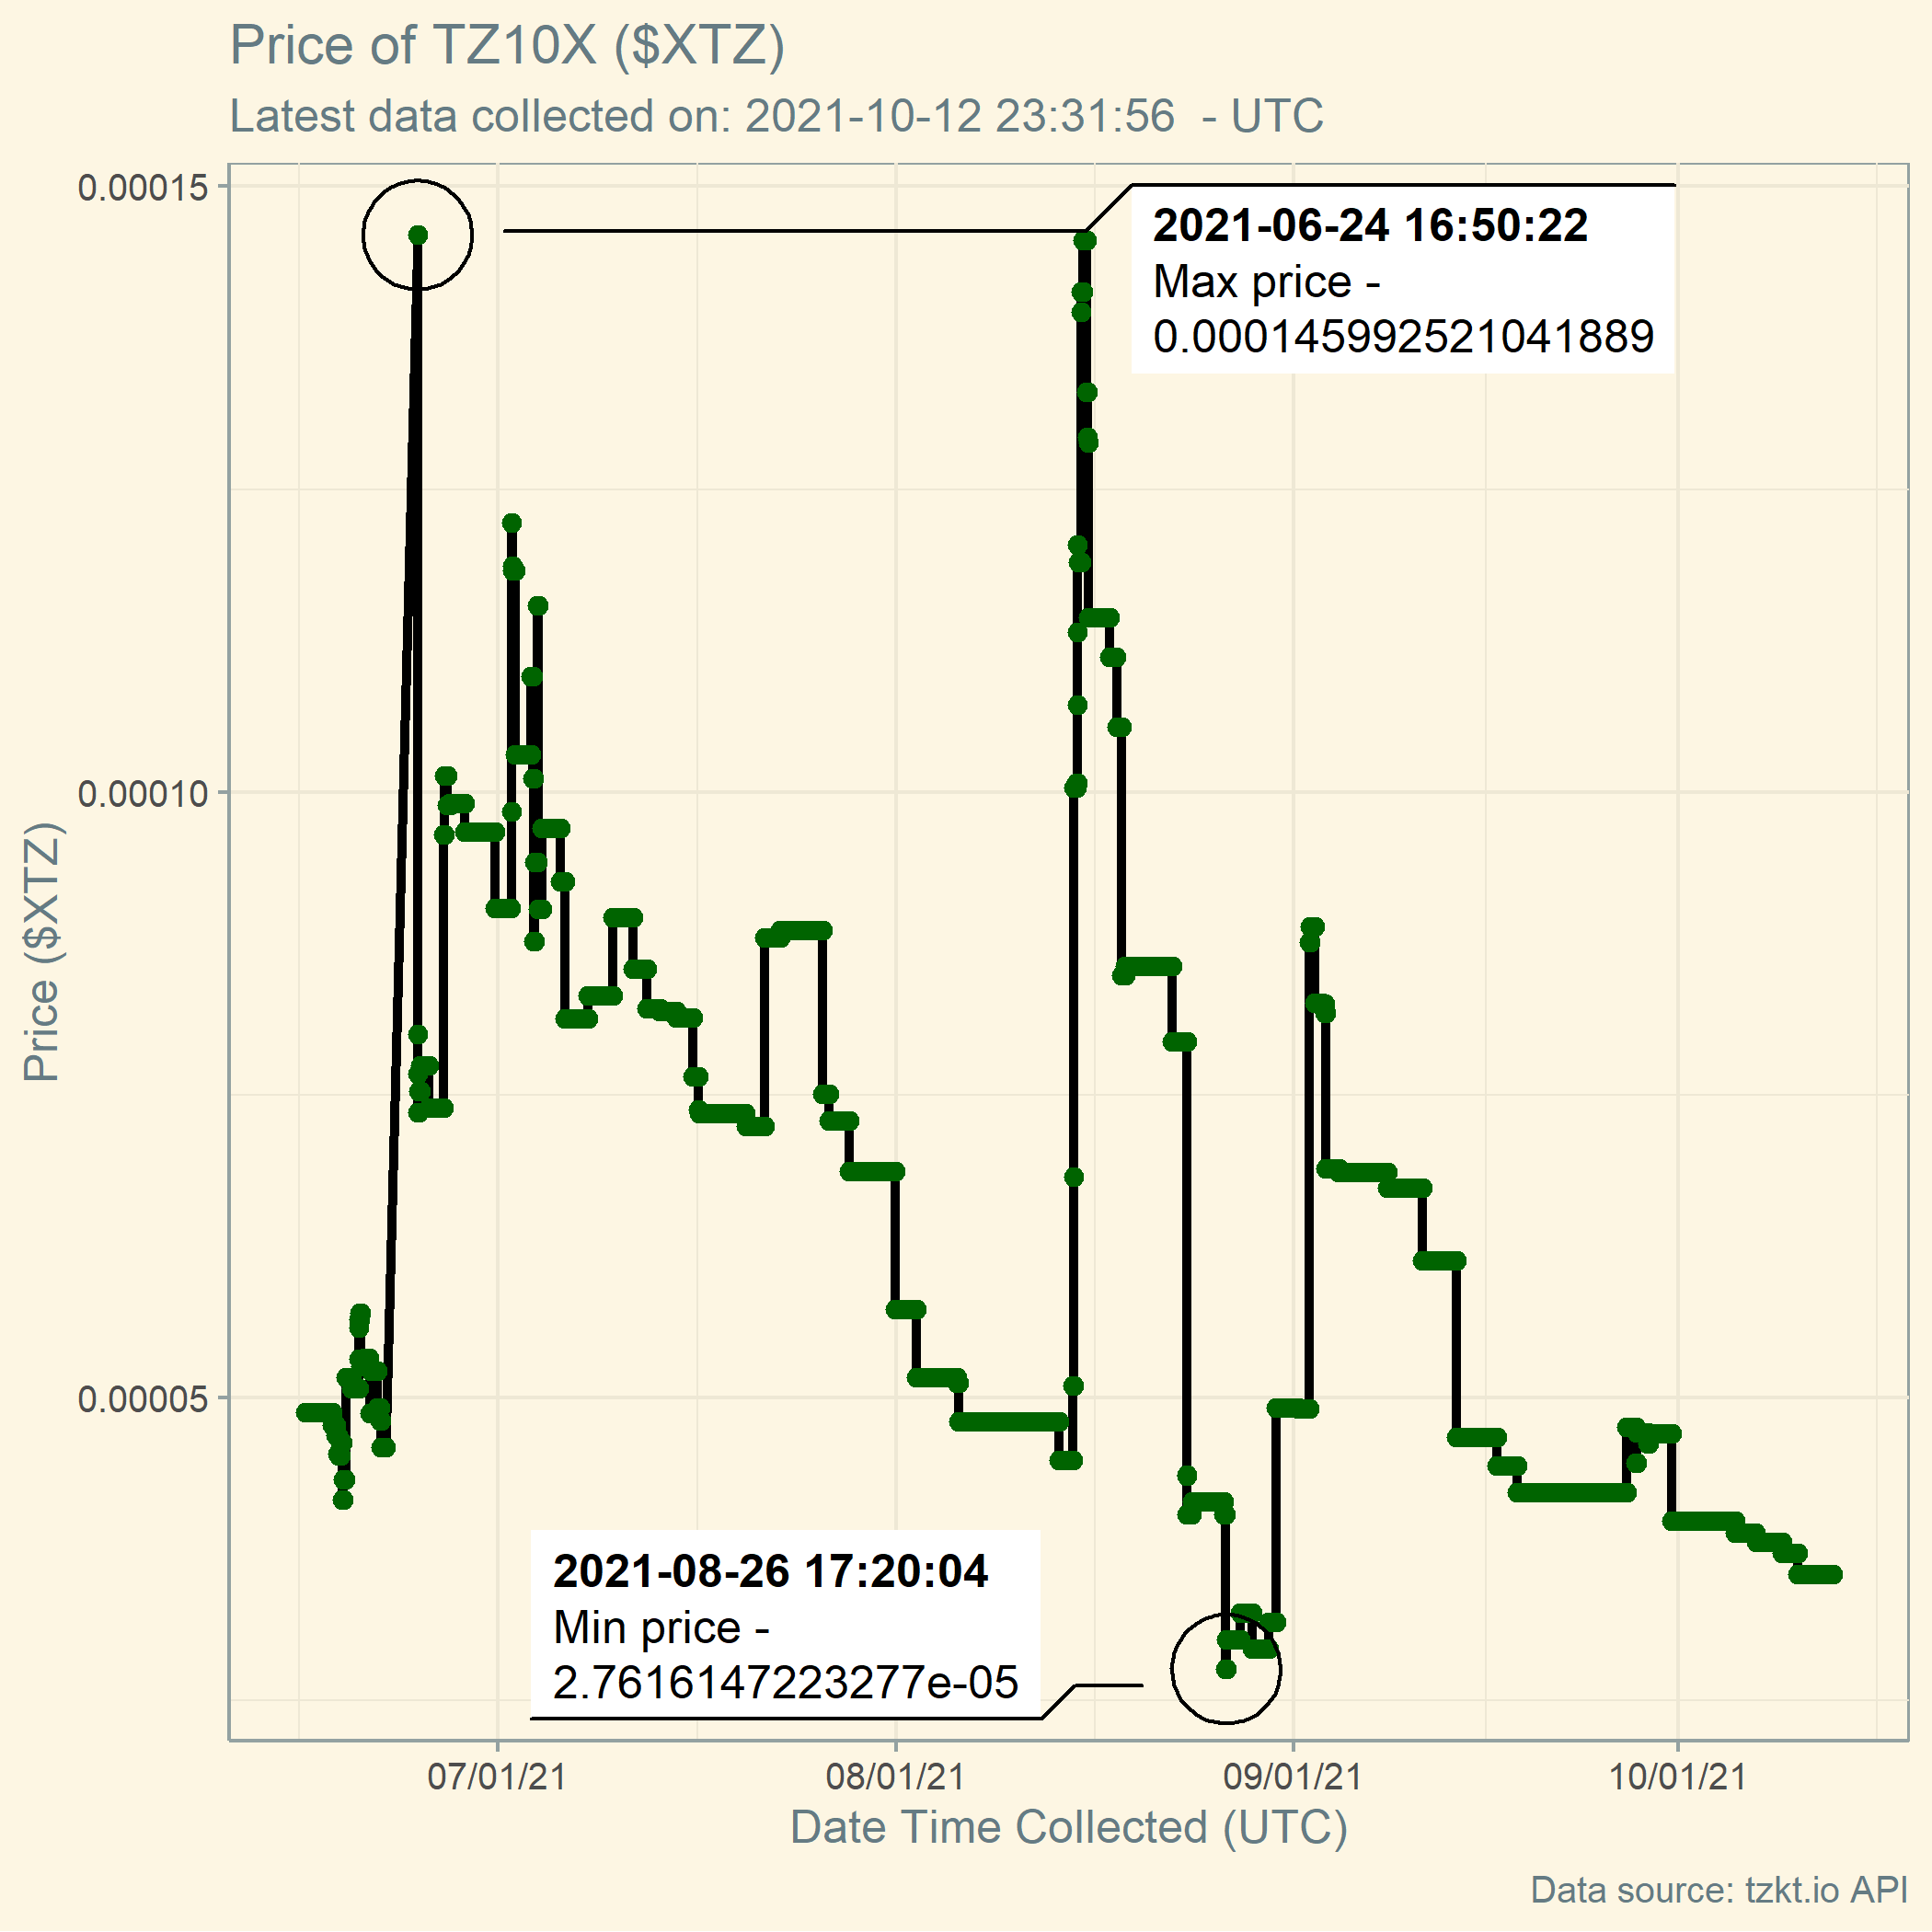 Price of TZ10X ($XTZ)
Latest data collected on: 2021-10-12 23:31:56  - UTC
0.00015
0.00010
0.00005
Price ($XTZ)
2021-06-24 16:50:22
Max price -
0.000145992521041889
2021-08-26 17:20:04
Min price -
2.7616147223277e-05
07/01/21
08/01/21
09/01/21
10/01/21
Date Time Collected (UTC)
Data source: tzkt.io API